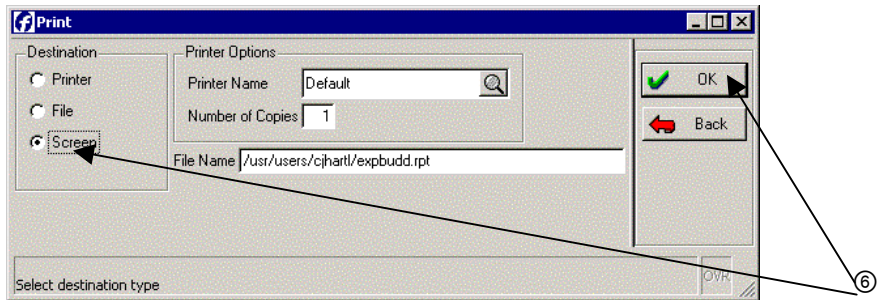 Print
Destination
Printer
File
Screen
Printer Options
Printer Name Default
Number of Copies 1
File Name /usr/users/cjhartl/expbudd.rpt
OK
Back
Select destination type
OVR
⑥